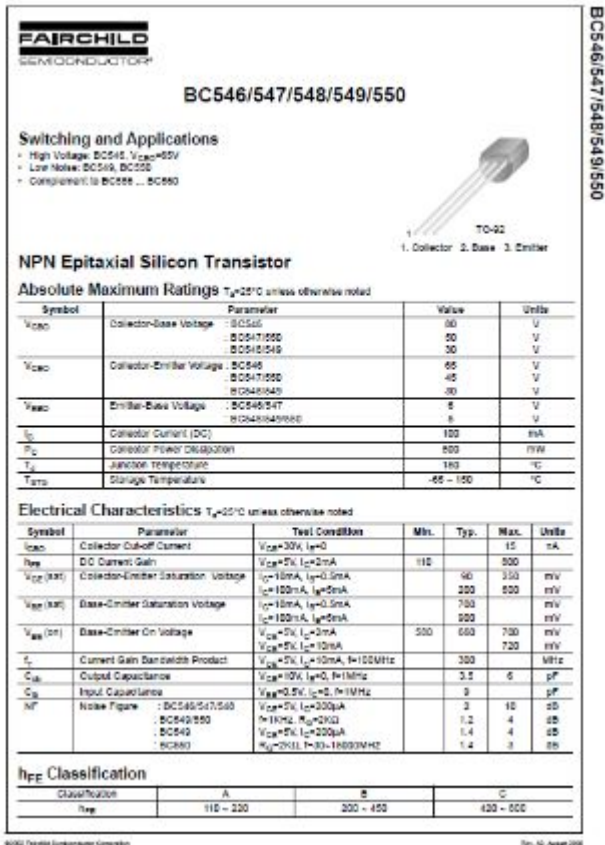 FAIRCHILD
SEMICONDUCTOR®
BC546/547/548/549/550
BC546/547/548/549/550
Switching and Applications
• High Voltage: BC546, VCEO=65V
• Low Noise: BC549, BC550
• Complement to BC556 ... BC560
1 TO-92
1. Collector 2. Base 3. Emitter
NPN Epitaxial Silicon Transistor
Absolute Maximum Ratings Ta=25°C unless otherwise noted
Symbol Parameter Value Units
VCBO Collector-Base Voltage : BC546 80 V
: BC547/550 50 V
: BC548/549 30 V
VCEO Collector-Emitter Voltage : BC546 65 V
: BC547/550 45 V
: BC548/549 30 V
VEBO Emitter-Base Voltage : BC546/547 6 V
: BC548/549/550 5 V
IC Collector Current (DC) 100 mA
PC Collector Power Dissipation 500 mW
TJ Junction Temperature 150 °C
TSTG Storage Temperature -65 ~ 150 °C
Electrical Characteristics Ta=25°C unless otherwise noted
Symbol Parameter Test Condition Min. Typ. Max. Units
ICBO Collector Cut-off Current VCB=30V, IE=0 15 nA
hFE DC Current Gain VCE=5V, IC=2mA 110 800
VCE (sat) Collector-Emitter Saturation Voltage IC=10mA, IB=0.5mA 90 250 mV
IC=100mA, IB=5mA 200 600 mV
VBE (sat) Base-Emitter Saturation Voltage IC=10mA, IB=0.5mA 700 mV
IC=100mA, IB=5mA 900 mV
VBE (on) Base-Emitter On Voltage VCE=5V, IC=2mA 580 660 700 mV
VCE=5V, IC=10mA 720 mV
fT Current Gain Bandwidth Product VCE=5V, IC=10mA, f=100MHz 300 MHz
Cob Output Capacitance VCB=10V, IE=0, f=1MHz 3.5 6 pF
Cib Input Capacitance VEB=0.5V, IC=0, f=1MHz 9 pF
NF Noise Figure : BC546/547/548 VCE=5V, IC=200µA 2 10 dB
: BC549/550 f=1KHz, RG=2KΩ 1.2 4 dB
: BC549 VCE=5V, IC=200µA 1.4 4 dB
: BC550 RG=2KΩ, f=30~15000MHz 1.4 3 dB
hFE Classification
Classification A B C
hFE 110 ~ 220 200 ~ 450 420 ~ 800